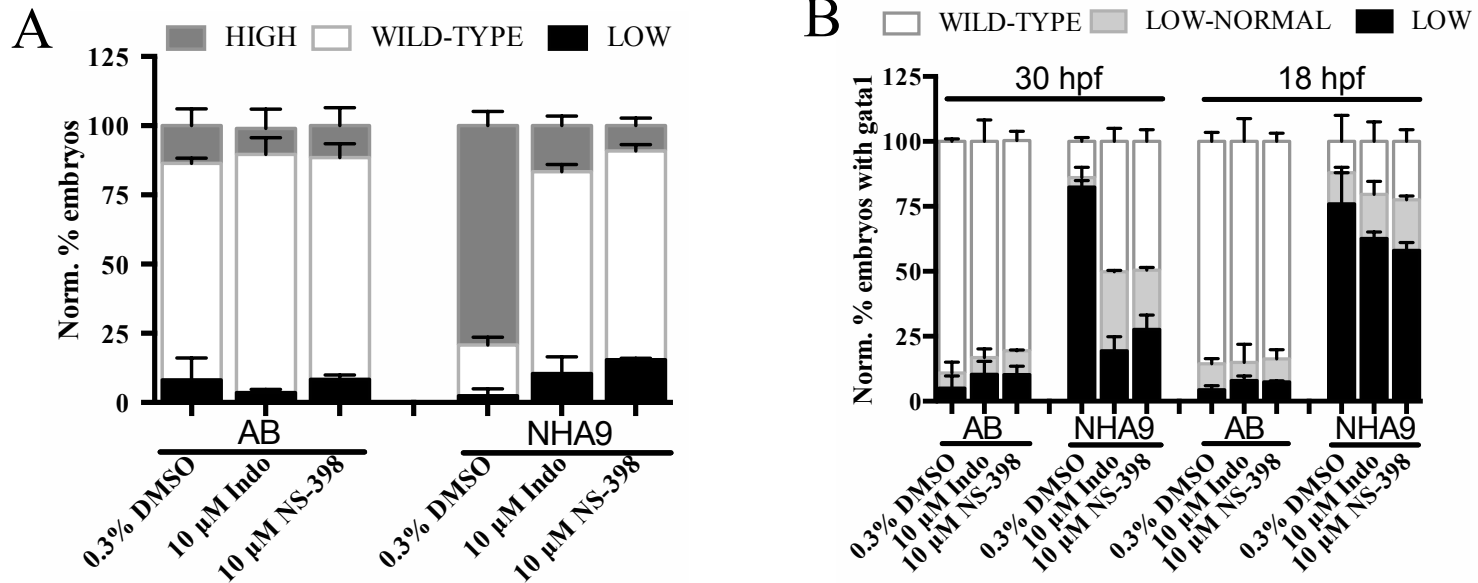 A
HIGH WILD-TYPE LOW
Norm. % embryos
125
100
75
50
25
0
AB
NHA9
0.3% DMSO
10 µM Indo
10 µM NS-398
0.3% DMSO
10 µM Indo
10 µM NS-398
B
WILD-TYPE LOW-NORMAL LOW
Norm. % embryos with gata1
30 hpf
18 hpf
125
100
75
50
25
0
AB
NHA9
AB
NHA9
0.3% DMSO
10 µM Indo
10 µM NS-398
0.3% DMSO
10 µM Indo
10 µM NS-398
0.3% DMSO
10 µM Indo
10 µM NS-398
0.3% DMSO
10 µM Indo
10 µM NS-398